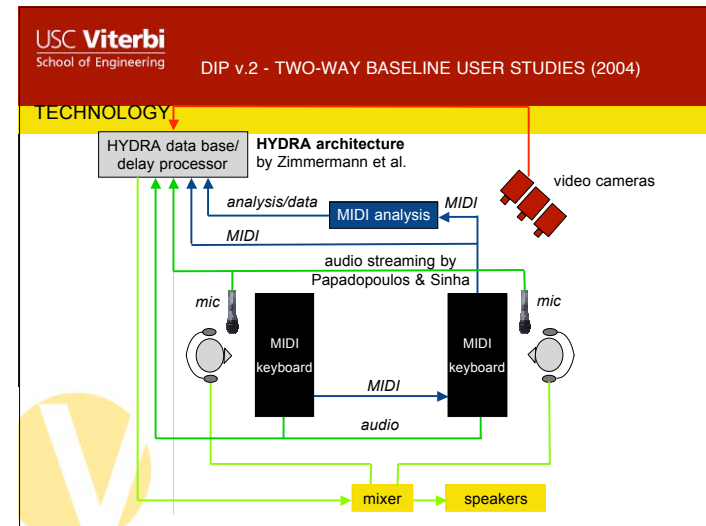 USC Viterbi
School of Engineering
DIP v.2 - TWO-WAY BASELINE USER STUDIES (2004)
TECHNOLOGY
HYDRA data base/
delay processor
HYDRA architecture
by Zimmermann et al.
video cameras
analysis/data
MIDI analysis
MIDI
MIDI
audio streaming by
Papadopoulos & Sinha
mic
mic
MIDI
keyboard
MIDI
keyboard
MIDI
audio
mixer
speakers